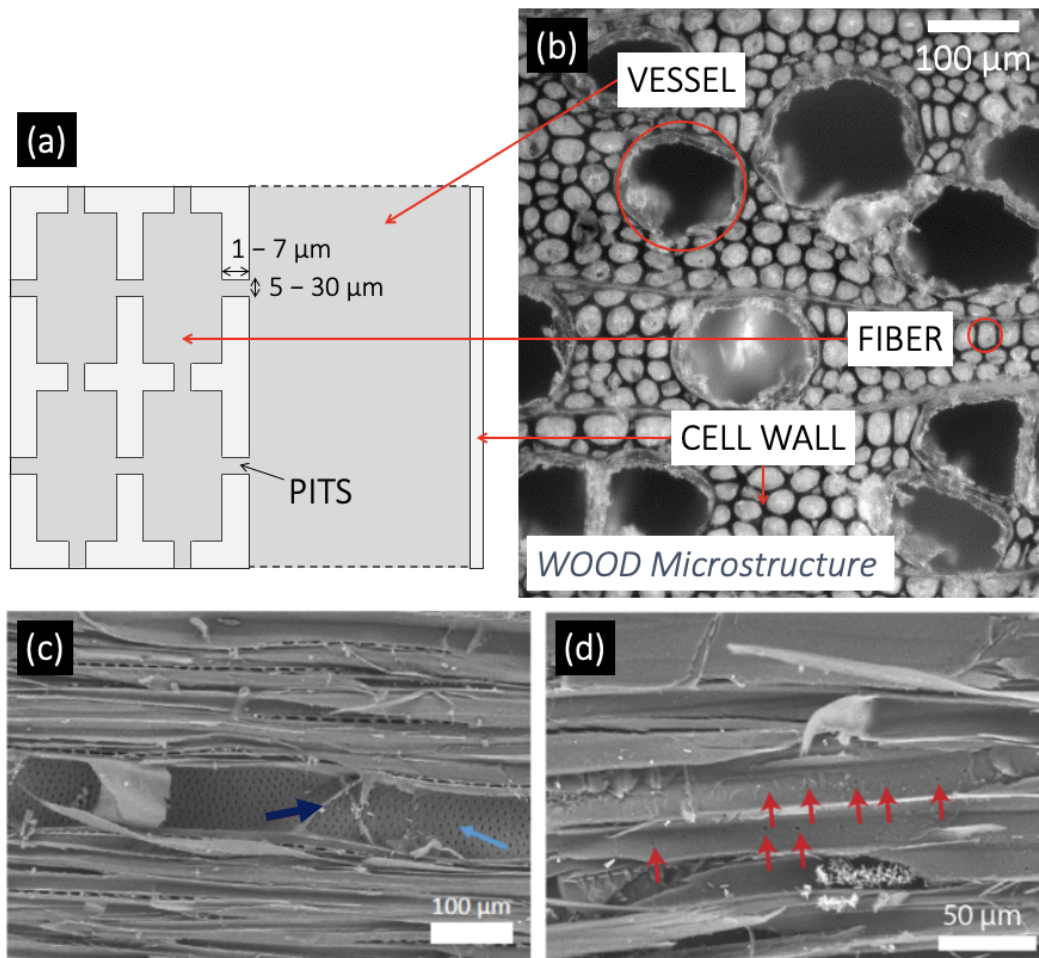 (a)
1 – 7 µm
5 – 30 µm
PITS
(b)
100 µm
VESSEL
FIBER
CELL WALL
WOOD Microstructure
(c)
100 µm
(d)
50 µm